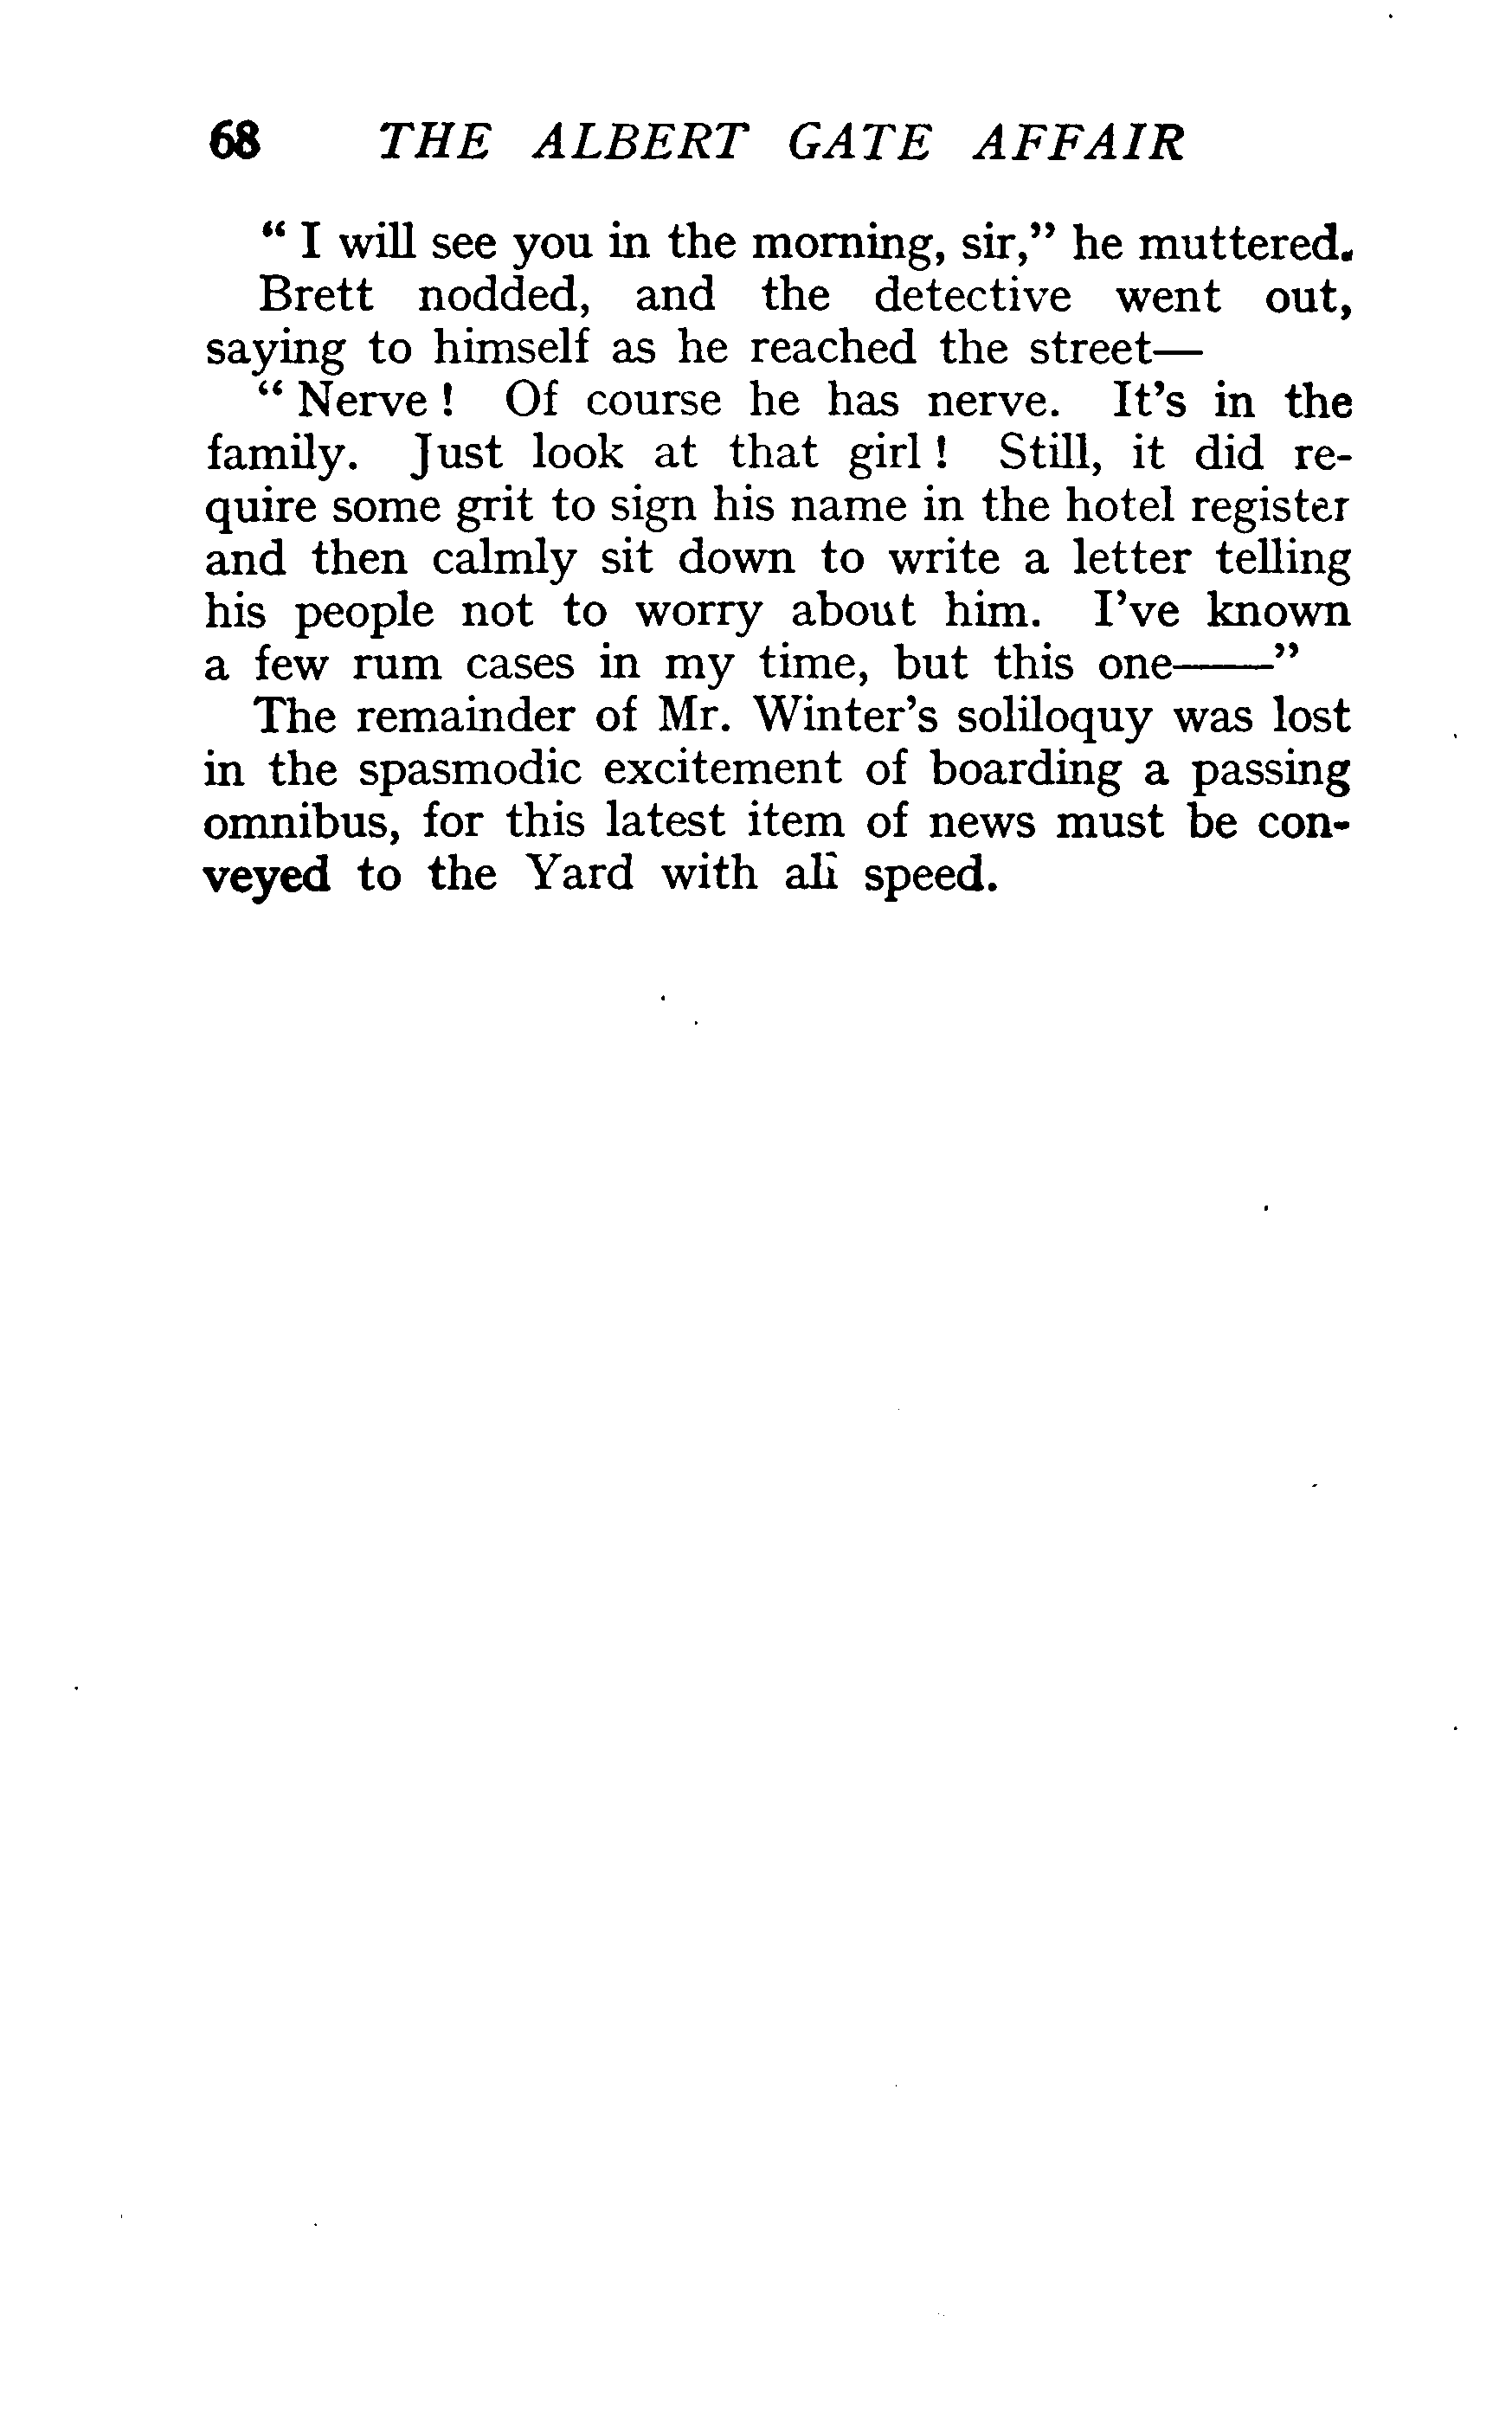 68 THE ALBERT GATE AFFAIR
“ I will see you in the morning, sir,” he muttered.
Brett nodded, and the detective went out,
saying to himself as he reached the street—
“ Nerve ! Of course he has nerve. It’s in the
family. Just look at that girl ! Still, it did re-
quire some grit to sign his name in the hotel register
and then calmly sit down to write a letter telling
his people not to worry about him. I’ve known
a few rum cases in my time, but this one——”
The remainder of Mr. Winter’s soliloquy was lost
in the spasmodic excitement of boarding a passing
omnibus, for this latest item of news must be con-
veyed to the Yard with all speed.